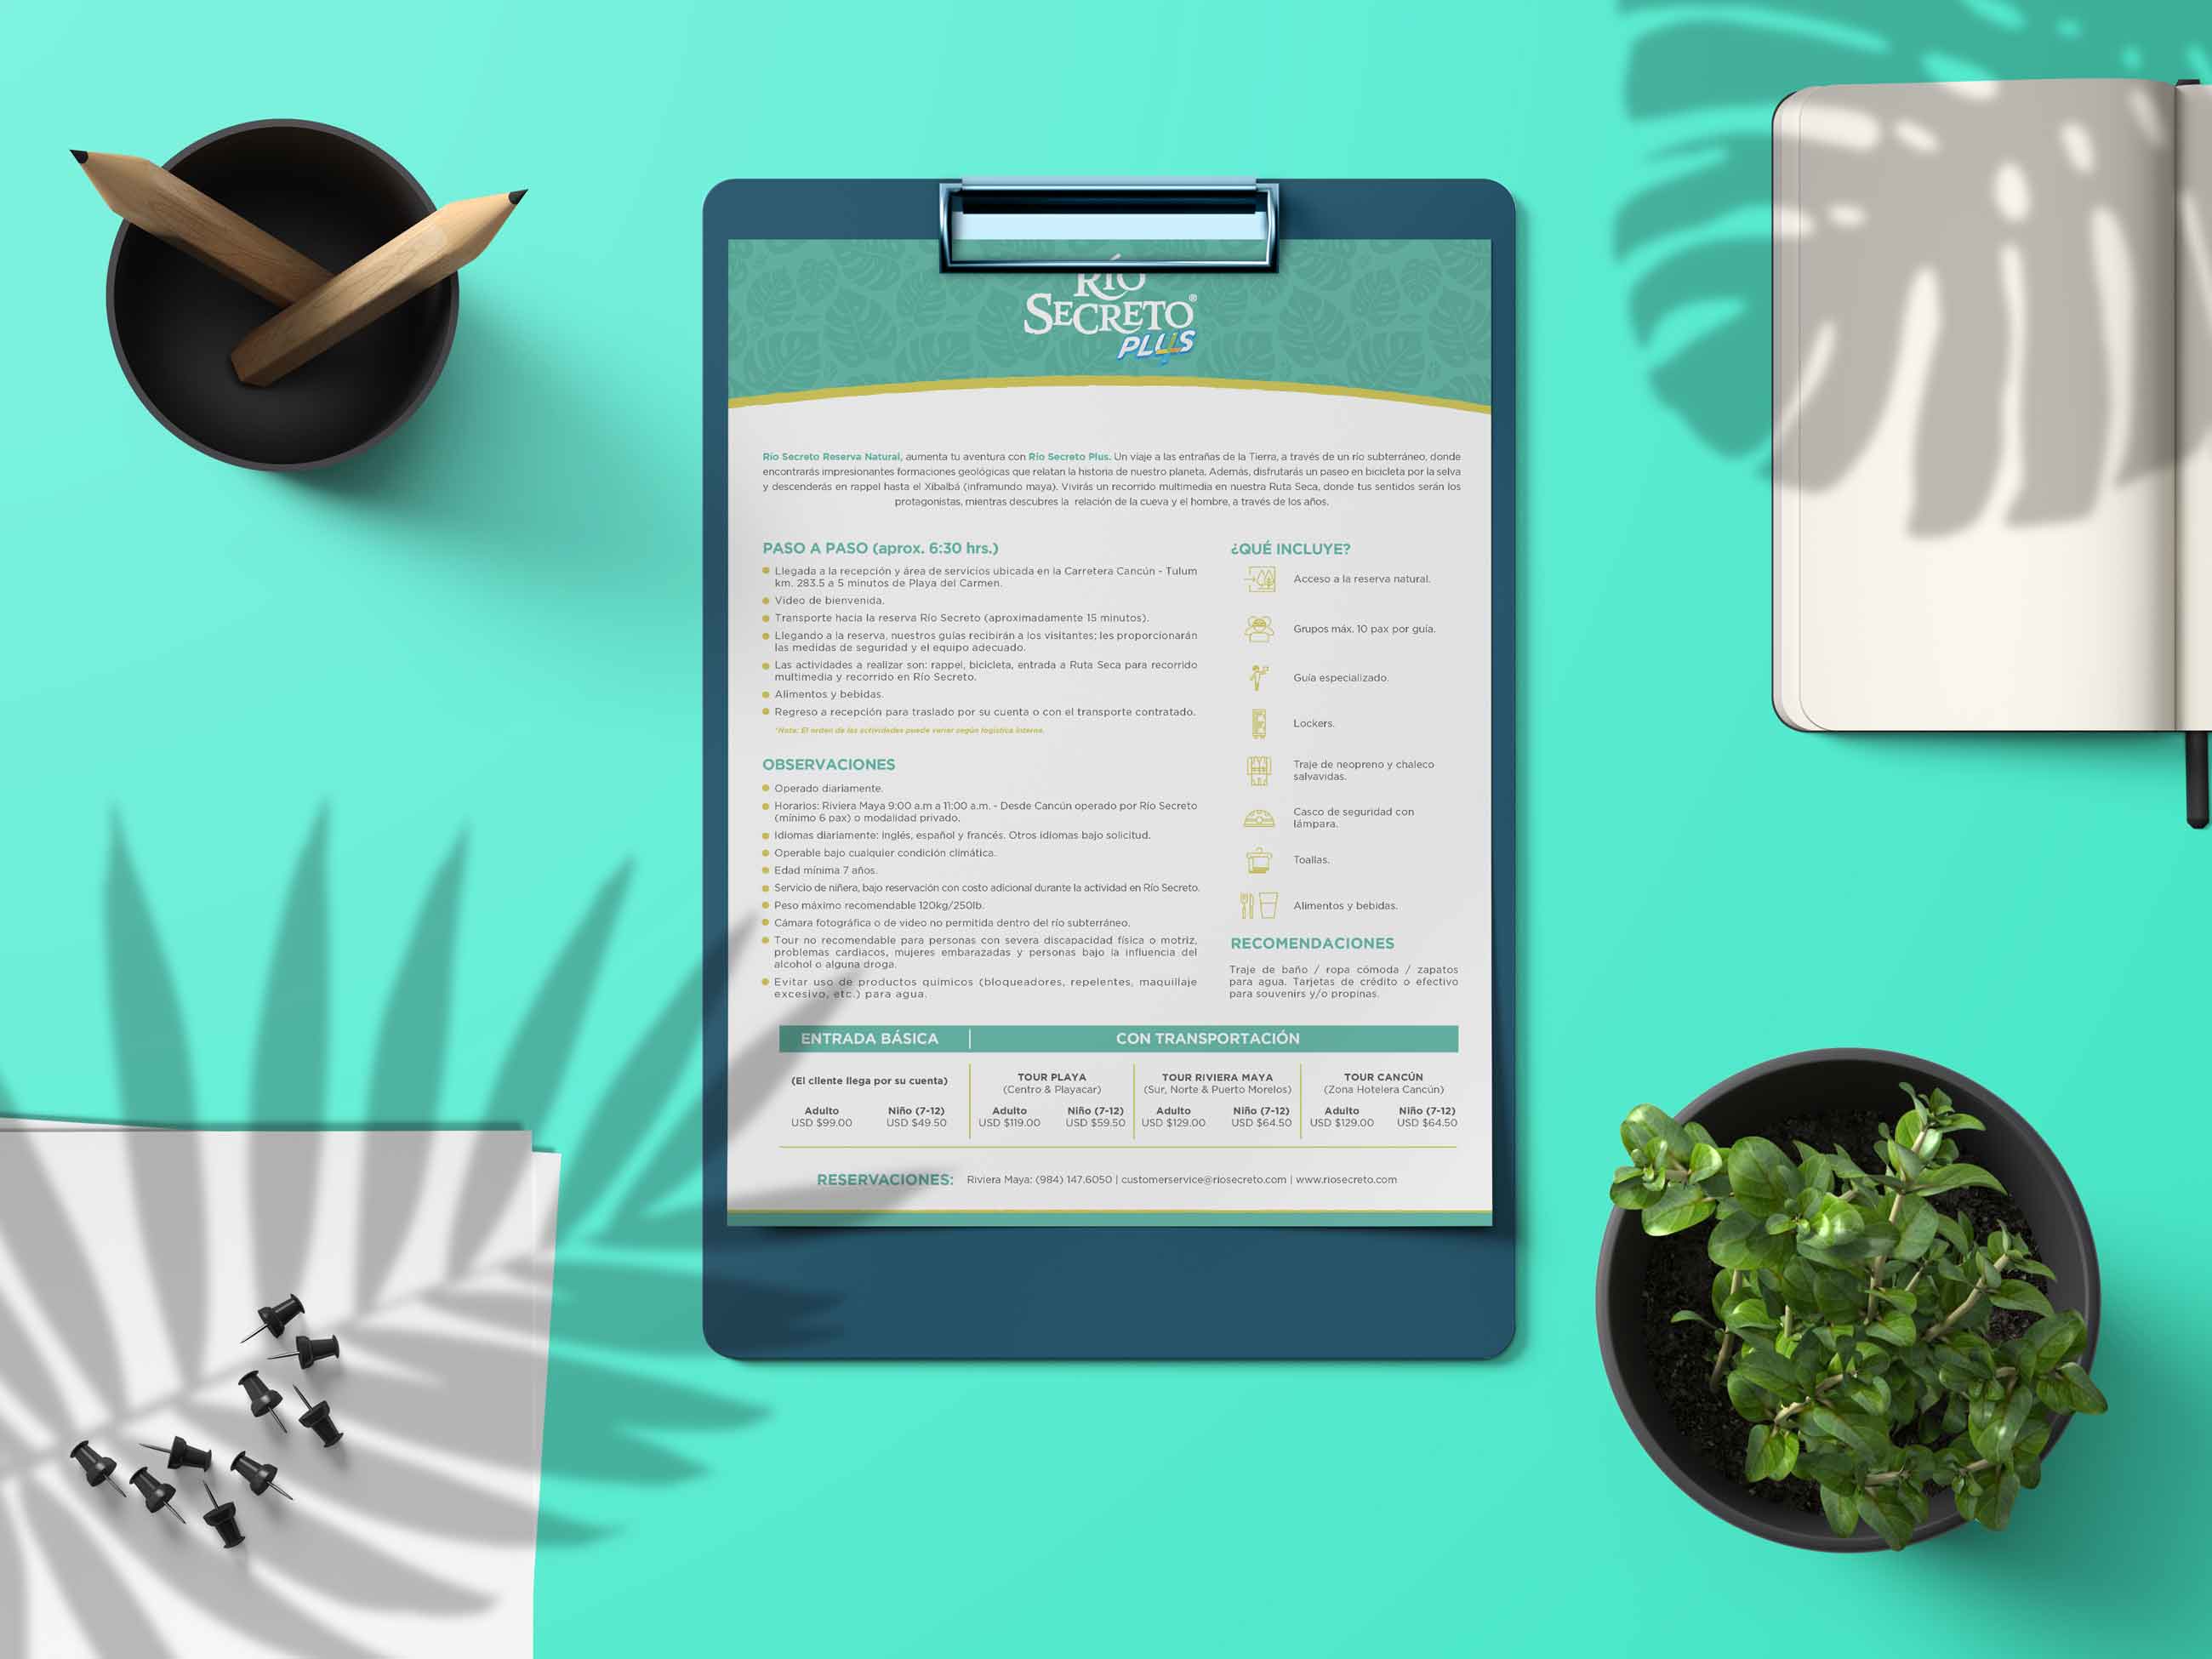 RÍO
SECRETO®
PLUS
Río Secreto Reserva Natural, aumenta tu aventura con Río Secreto Plus. Un viaje a las entrañas de la Tierra, a través de un río subterráneo, donde
encontrarás impresionantes formaciones geológicas que relatan la historia de nuestro planeta. Además, disfrutarás un paseo en bicicleta por la selva
y descenderás en rappel hasta el Xibalbá (inframundo maya). Vivirás un recorrido multimedia en nuestra Ruta Seca, donde tus sentidos serán los
protagonistas, mientras descubres la relación de la cueva y el hombre, a través de los años.
PASO A PASO (aprox. 6:30 hrs.)
Llegada a la recepción y área de servicios ubicada en la Carretera Cancún - Tulum
km. 283.5 a 5 minutos de Playa del Carmen.
Video de bienvenida.
Transporte hacia la reserva Río Secreto (aproximadamente 15 minutos).
Llegando a la reserva, nuestros guías recibirán a los visitantes; les proporcionarán
las medidas de seguridad y el equipo adecuado.
Las actividades a realizar son: rappel, bicicleta, entrada a Ruta Seca para recorrido
multimedia y recorrido en Río Secreto.
Alimentos y bebidas.
Regreso a recepción para traslado por su cuenta o con el transporte contratado.
*Nota: El orden de las actividades puede variar según logística interna.
OBSERVACIONES
Operado diariamente.
Horarios: Riviera Maya 9:00 a.m a 11:00 a.m. - Desde Cancún operado por Río Secreto
(mínimo 6 pax) o modalidad privado.
Idiomas diariamente: inglés, español y francés. Otros idiomas bajo solicitud.
Operable bajo cualquier condición climática.
Edad mínima 7 años.
Servicio de niñera, bajo reservación con costo adicional durante la actividad en Río Secreto.
Peso máximo recomendable 120kg/250lb.
Cámara fotográfica o de video no permitida dentro del río subterráneo.
Tour no recomendable para personas con severa discapacidad física o motriz,
problemas cardiacos, mujeres embarazadas y personas bajo la influencia del
alcohol o alguna droga.
Evitar uso de productos químicos (bloqueadores, repelentes, maquillaje
excesivo, etc.) para agua.
¿QUÉ INCLUYE?
Acceso a la reserva natural.
Grupos máx. 10 pax por guía.
Guía especializado.
Lockers.
Traje de neopreno y chaleco
salvavidas.
Casco de seguridad con
lámpara.
Toallas.
Alimentos y bebidas.
RECOMENDACIONES
Traje de baño / ropa cómoda / zapatos
para agua. Tarjetas de crédito o efectivo
para souvenirs y/o propinas.
ENTRADA BÁSICA CON TRANSPORTACIÓN
(El cliente llega por su cuenta) TOUR PLAYA TOUR RIVIERA MAYA TOUR CANCÚN
(Centro & Playacar) (Sur, Norte & Puerto Morelos) (Zona Hotelera Cancún)
Adulto Niño (7-12) Adulto Niño (7-12) Adulto Niño (7-12) Adulto Niño (7-12)
USD $99.00 USD $49.50 USD $119.00 USD $59.50 USD $129.00 USD $64.50 USD $129.00 USD $64.50
RESERVACIONES: Riviera Maya: (984) 147.6050 | customerservice@riosecreto.com | www.riosecreto.com